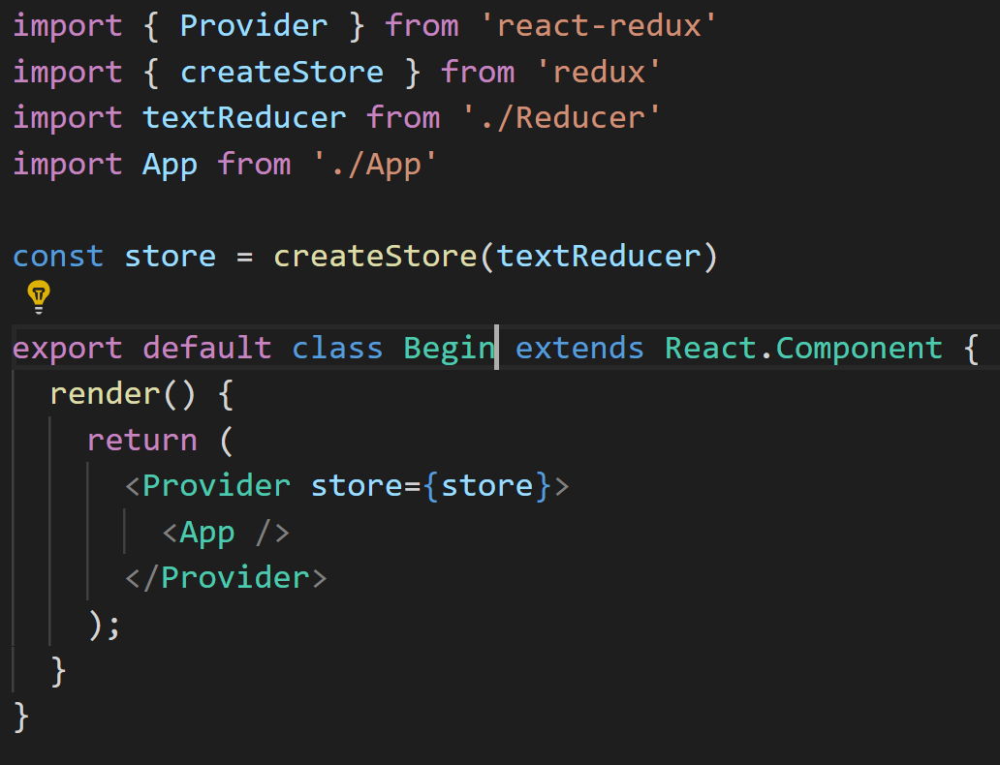 import { Provider } from 'react-redux'
import { createStore } from 'redux'
import textReducer from './Reducer'
import App from './App'
const store = createStore(textReducer)
export default class Begin extends React.Component {
render() {
return (
<Provider store={store}>
<App />
</Provider>
);
}
}